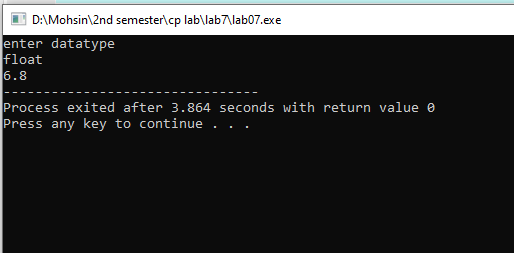 D:\Mohsin\2nd semester\cp lab\lab7\lab07.exe
enter datatype
float
6.8
--------------------------------
Process exited after 3.864 seconds with return value 0
Press any key to continue . . .